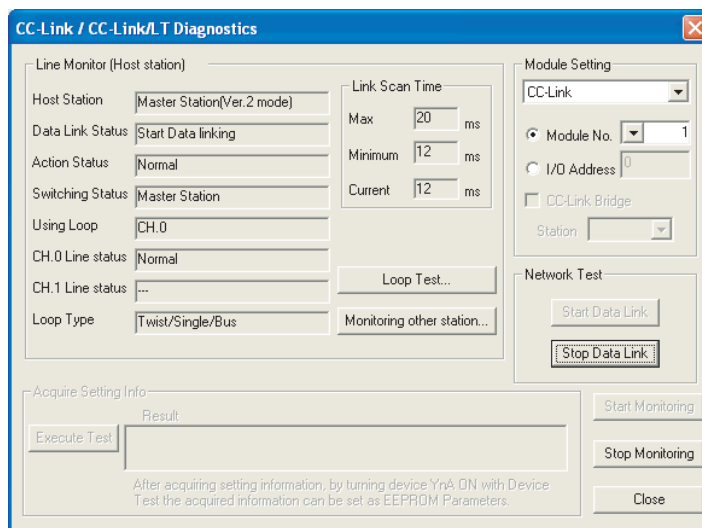 CC-Link / CC-Link/LT Diagnostics
Line Monitor (Host station)
Host Station Master Station(Ver.2 mode)
Data Link Status Start Data linking
Action Status Normal
Switching Status Master Station
Using Loop CH.0
CH.0 Line status Normal
CH.1 Line status ---
Loop Type Twist/Single/Bus
Link Scan Time
Max 20 ms
Minimum 12 ms
Current 12 ms
Loop Test...
Monitoring other station...
Module Setting
CC-Link
Module No. 1
I/O Address 0
CC-Link Bridge
Station
Network Test
Start Data Link
Stop Data Link
Acquire Setting Info
Result
Execute Test
After acquiring setting information, by turning device YnA ON with Device
Test the acquired information can be set as EEPROM Parameters.
Start Monitoring
Stop Monitoring
Close